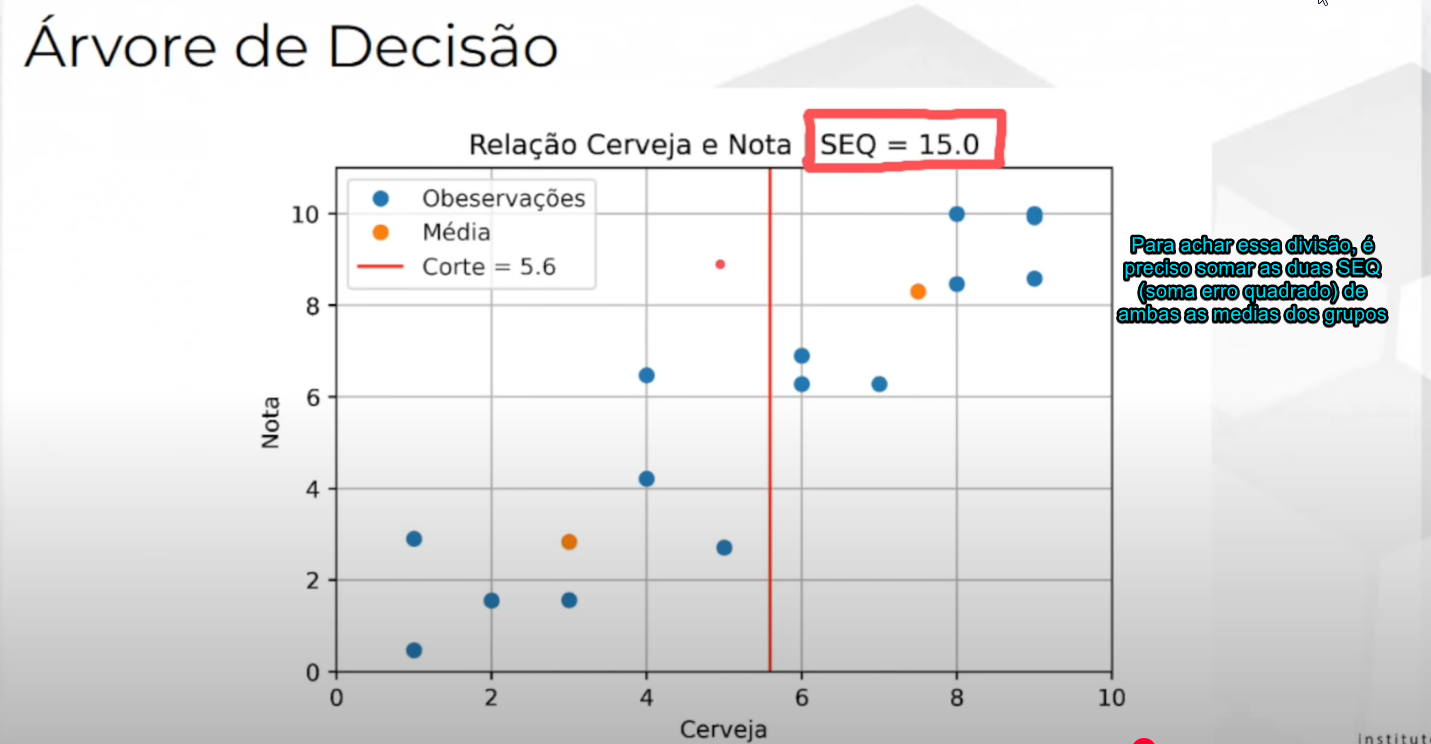 Árvore de Decisão
Relação Cerveja e Nota SEQ = 15.0
Obeservações
Média
Corte = 5.6
10
8
6
4
2
0
Nota
0 2 4 6 8 10
Cerveja
Para achar essa divisão, é
preciso somar as duas SEQ
(soma erro quadrado) de
ambas as medias dos grupos
institut